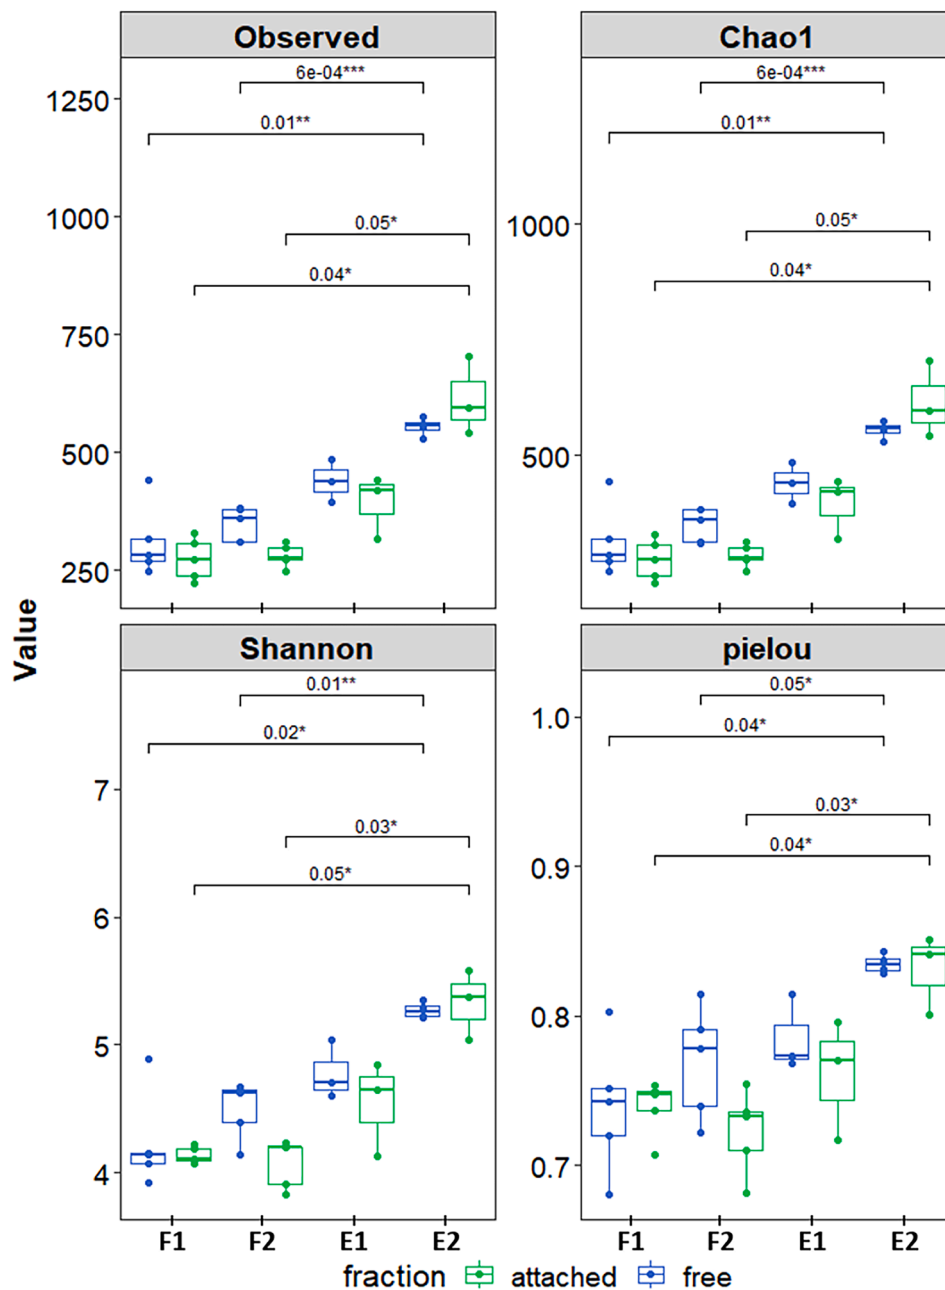 Observed
Chao1
6e-04***
6e-04***
1250
0.01**
0.01**
1000
1000
0.05*
0.05*
0.04*
0.04*
750
500
500
250
Value
Shannon
pielou
0.01**
0.05*
1.0
0.02*
0.04*
7
0.03*
0.03*
0.05*
0.04*
0.9
6
5
0.8
4
0.7
F1 F2 E1 E2
F1 F2 E1 E2
fraction attached free